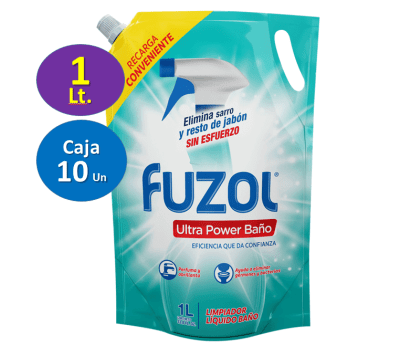 RECARGA
CONVENIENTE
1
Lt.
Elimina sarro
y resto de jabón
SIN ESFUERZO
Caja
10 Un
FUZOL
Ultra Power Baño
EFICIENCIA QUE DA CONFIANZA
Perfuma y
1L
LIMPIADOR
LÍQUIDO BAÑO